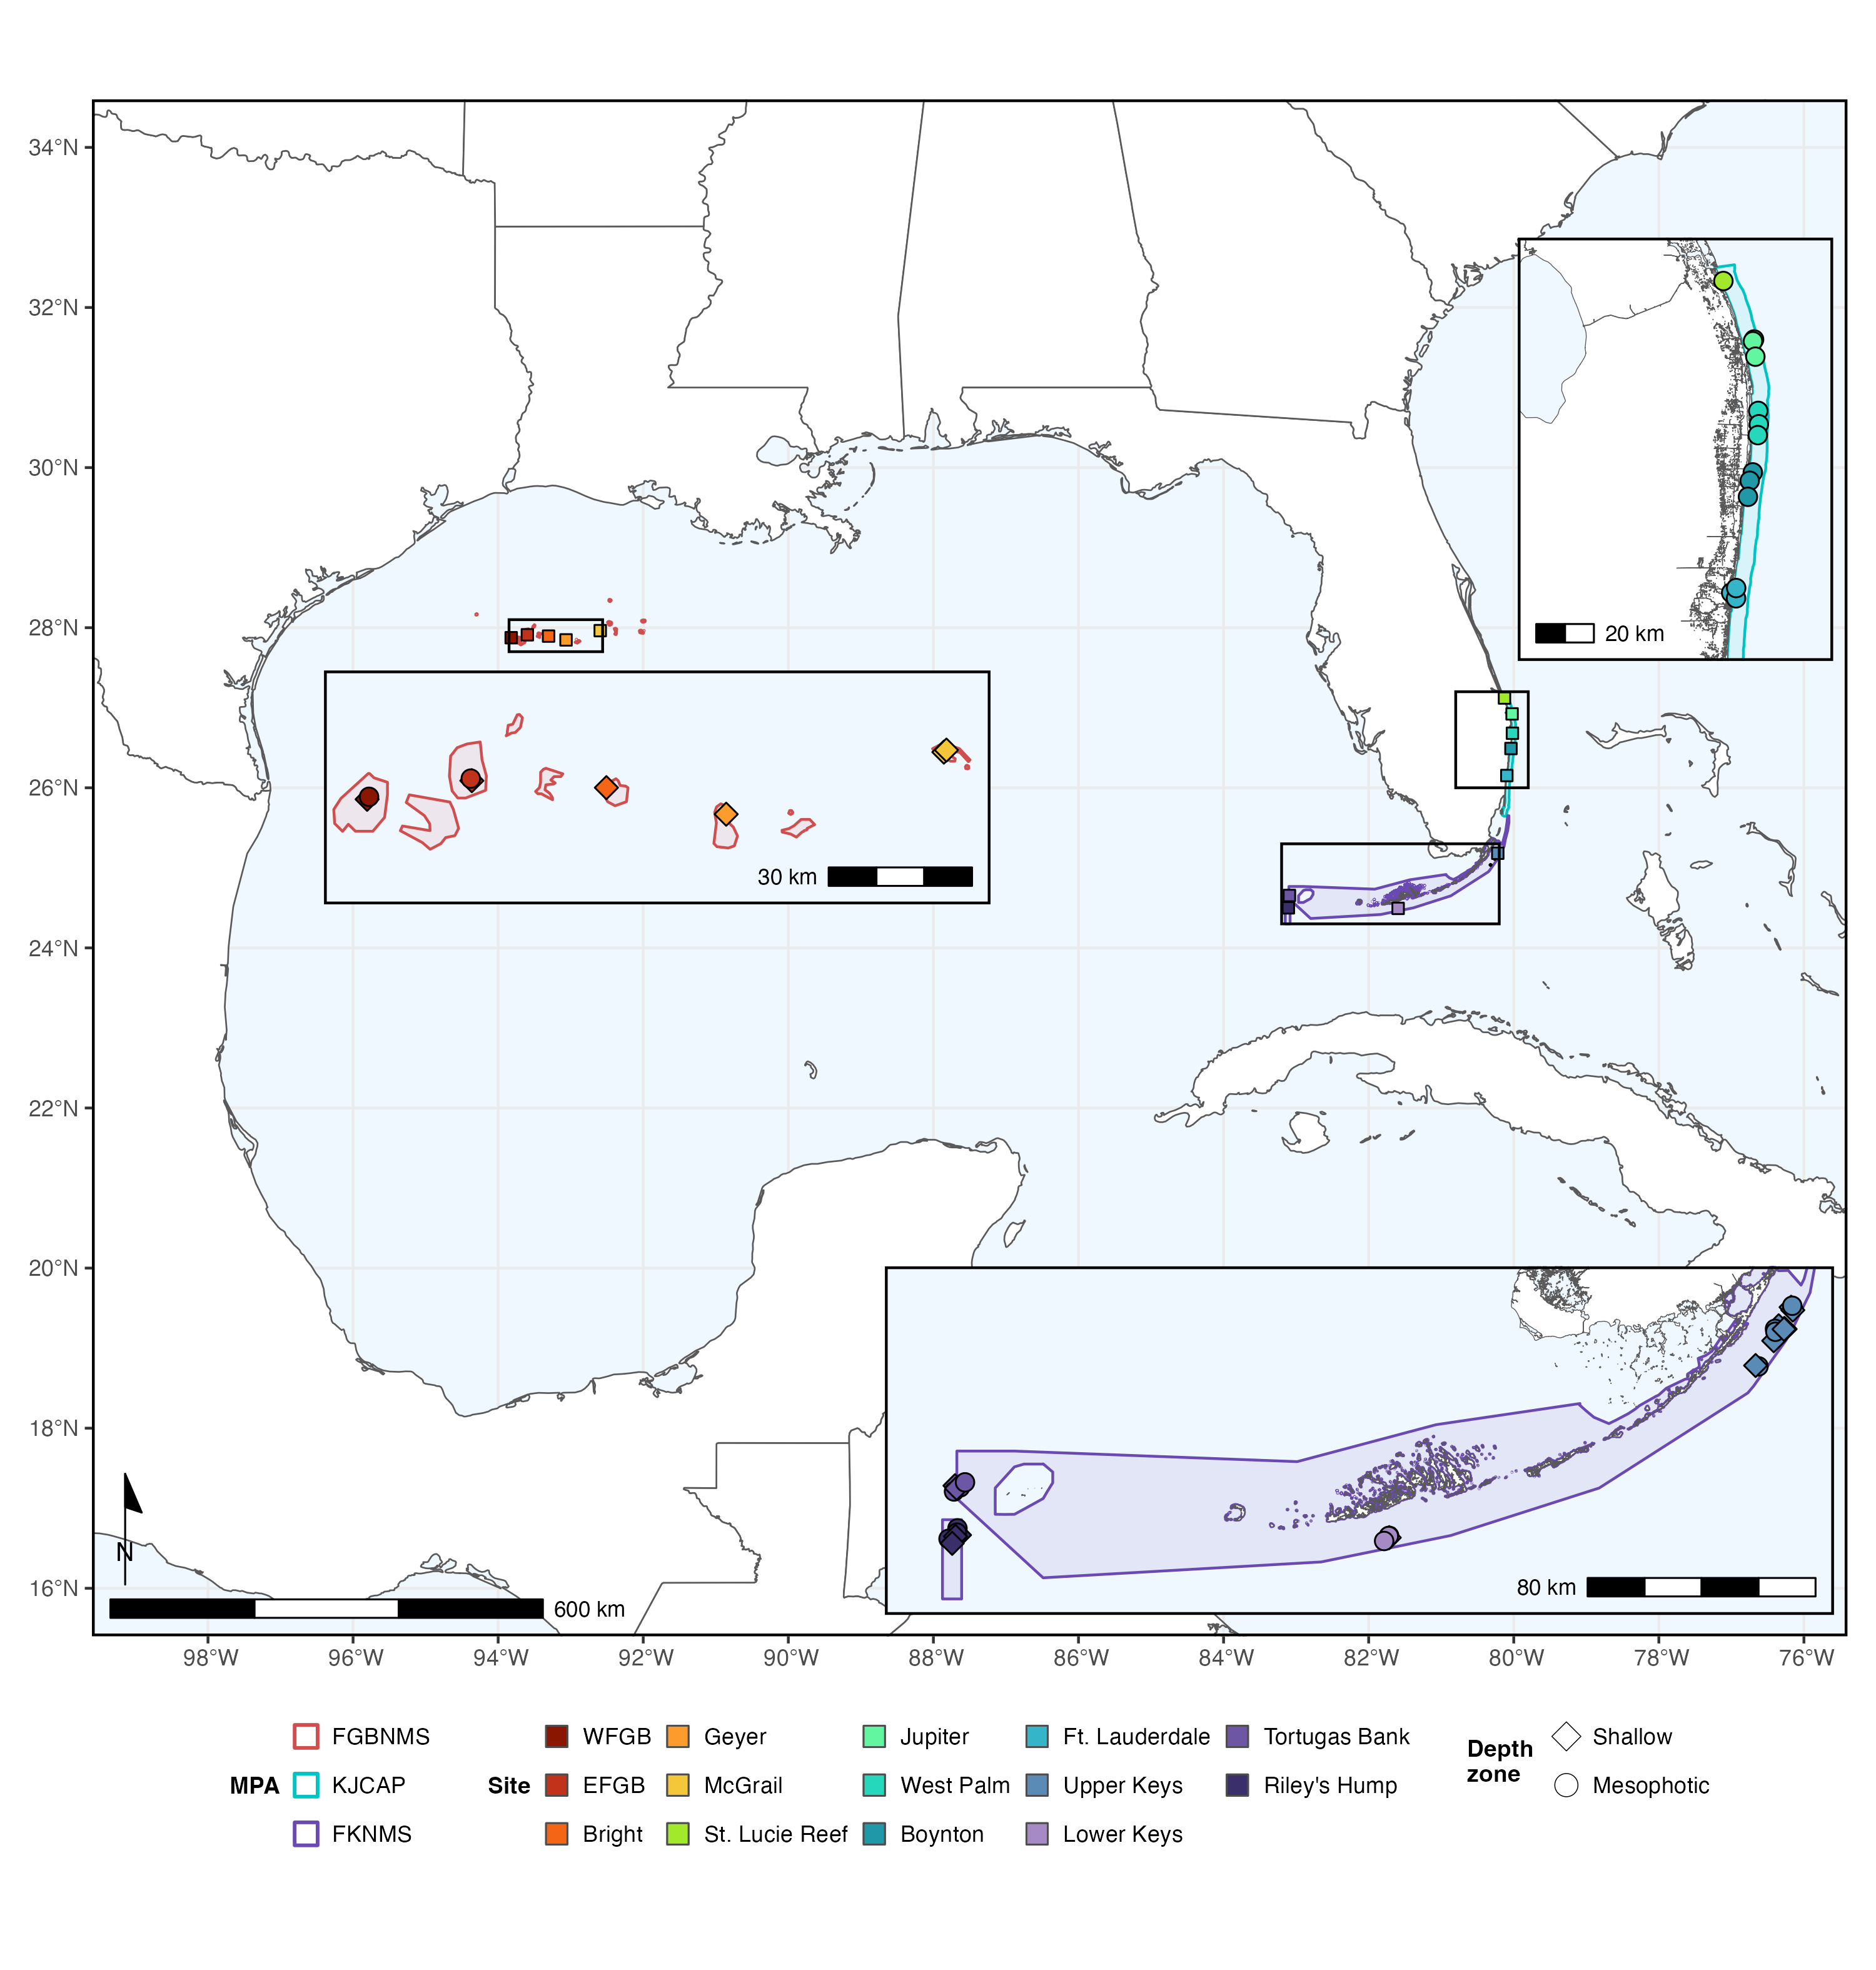 34°N
32°N
30°N
28°N
26°N
24°N
22°N
20°N
18°N
16°N
20 km
30 km
80 km
N
600 km
98°W 96°W 94°W 92°W 90°W 88°W 86°W 84°W 82°W 80°W 78°W 76°W
MPA
FGBNMS
KJCAP
FKNMS
Site
WFGB
EFGB
Bright
Geyer
McGrail
St. Lucie Reef
Jupiter
West Palm
Boynton
Ft. Lauderdale
Upper Keys
Lower Keys
Tortugas Bank
Riley's Hump
Depth
zone
Shallow
Mesophotic